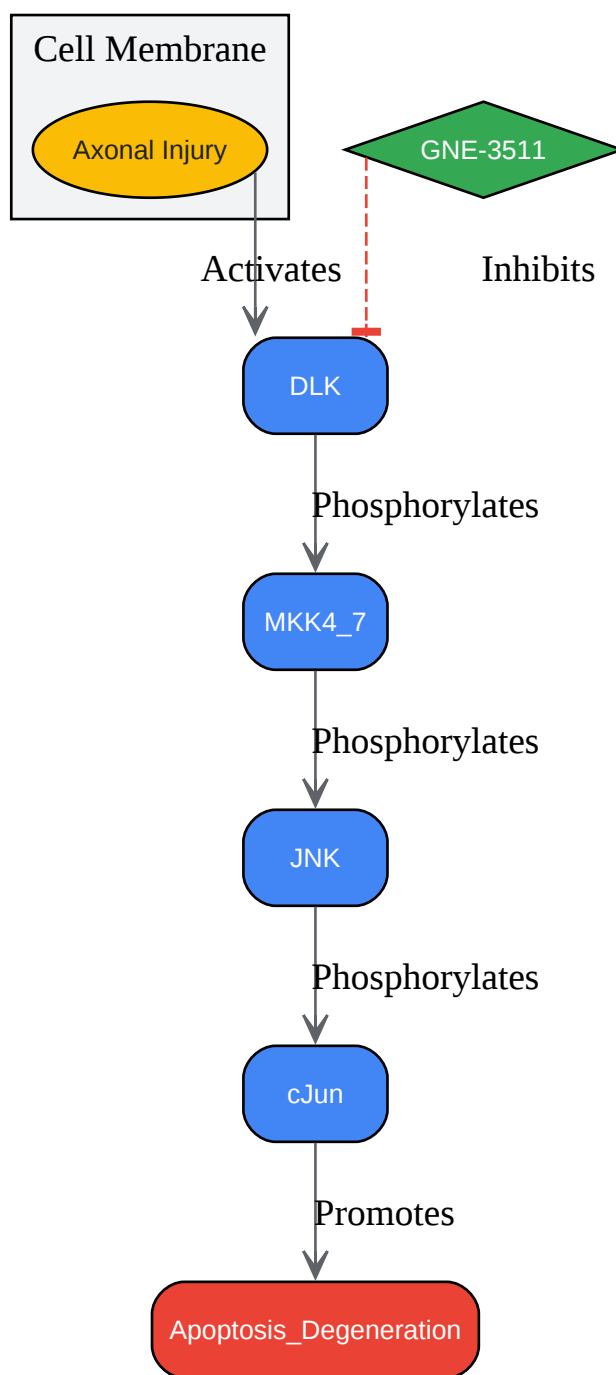 Cell Membrane
Axonal Injury
GNE-3511
Activates
Inhibits
DLK
Phosphorylates
MKK4_7
Phosphorylates
JNK
Phosphorylates
cJun
Promotes
Apoptosis_Degeneration